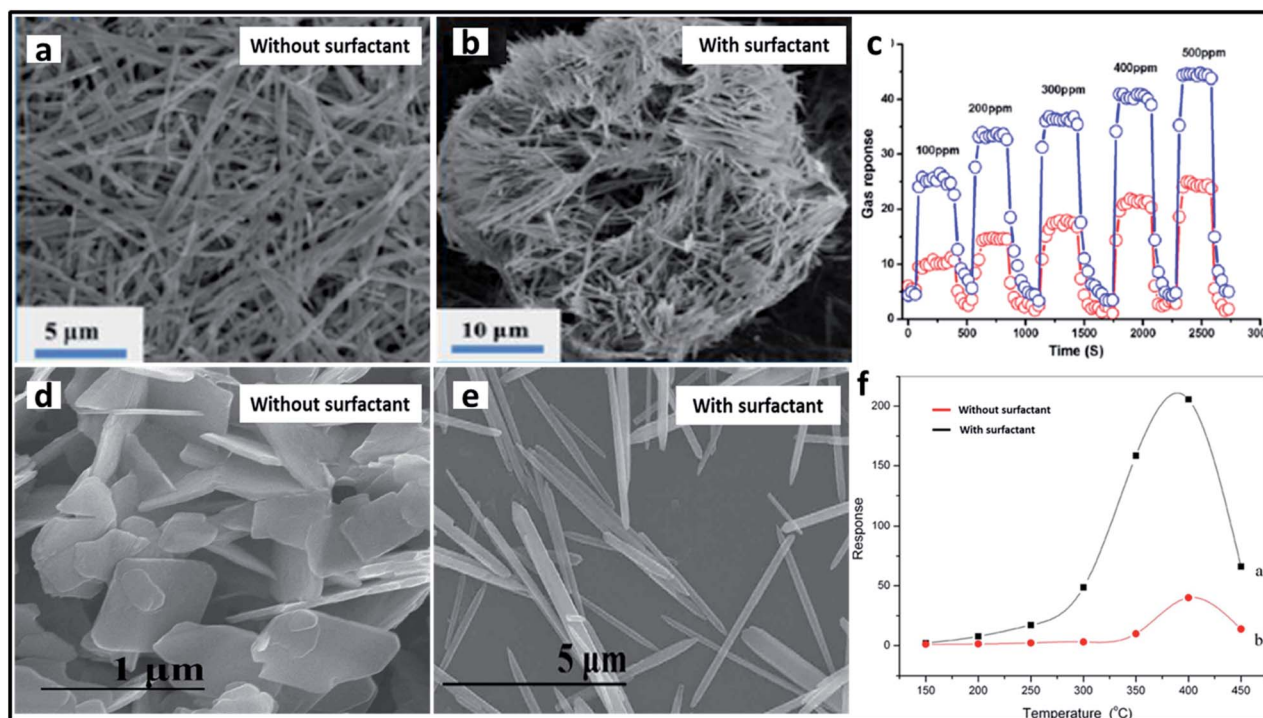 a
Without surfactant
5 μm
b
With surfactant
10 μm
c
Gas reponse
50
40
30
20
10
0
100ppm
200ppm
300ppm
400ppm
500ppm
0
500
1000
1500
2000
2500
300
Time (S)
d
Without surfactant
1 μm
e
With surfactant
5 μm
f
Without surfactant
With surfactant
Response
200
150
100
50
0
a
b
150
200
250
300
350
400
450
Temperature (°C)